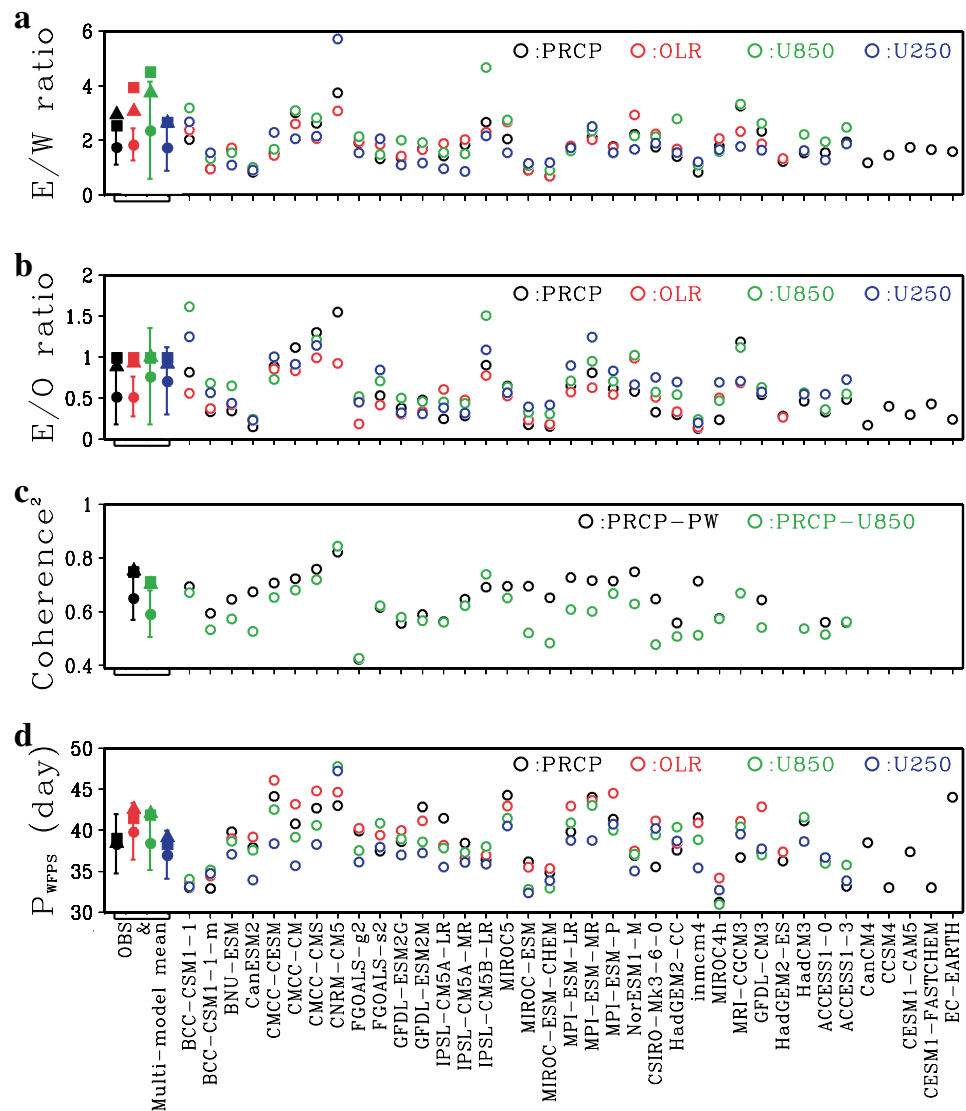 a
E/W ratio
6
4
2
0
:PRCP :OLR :U850 :U250
b
E/O ratio
2
1.5
1
0.5
0
:PRCP :OLR :U850 :U250
c
Coherence²
1
0.8
0.6
0.4
:PRCP-PW :PRCP-U850
d
P_WFPS (day)
50
45
40
35
30
:PRCP :OLR :U850 :U250
OBS
&
Multi-model mean
BCC-CSM1-1
BCC-CSM1-1-m
BNU-ESM
CanESM2
CMCC-CESM
CMCC-CM
CMCC-CMS
CNRM-CM5
FGOALS-g2
FGOALS-s2
GFDL-ESM2G
GFDL-ESM2M
IPSL-CM5A-LR
IPSL-CM5A-MR
IPSL-CM5B-LR
MIROC5
MIROC-ESM
MIROC-ESM-CHEM
MPI-ESM-LR
MPI-ESM-MR
MPI-ESM-P
NorESM1-M
CSIRO-Mk3-6-0
HadGEM2-CC
inmcm4
MIROC4h
MRI-CGCM3
GFDL-CM3
HadGEM2-ES
HadCM3
ACCESS1-0
ACCESS1-3
CanCM4
CCSM4
CESM1-CAM5
CESM1-FASTCHEM
EC-EARTH